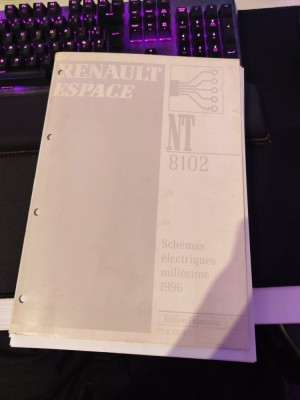 RENAULT
ESPACE
NT
8102
Schémas
électriques
millésime
1996